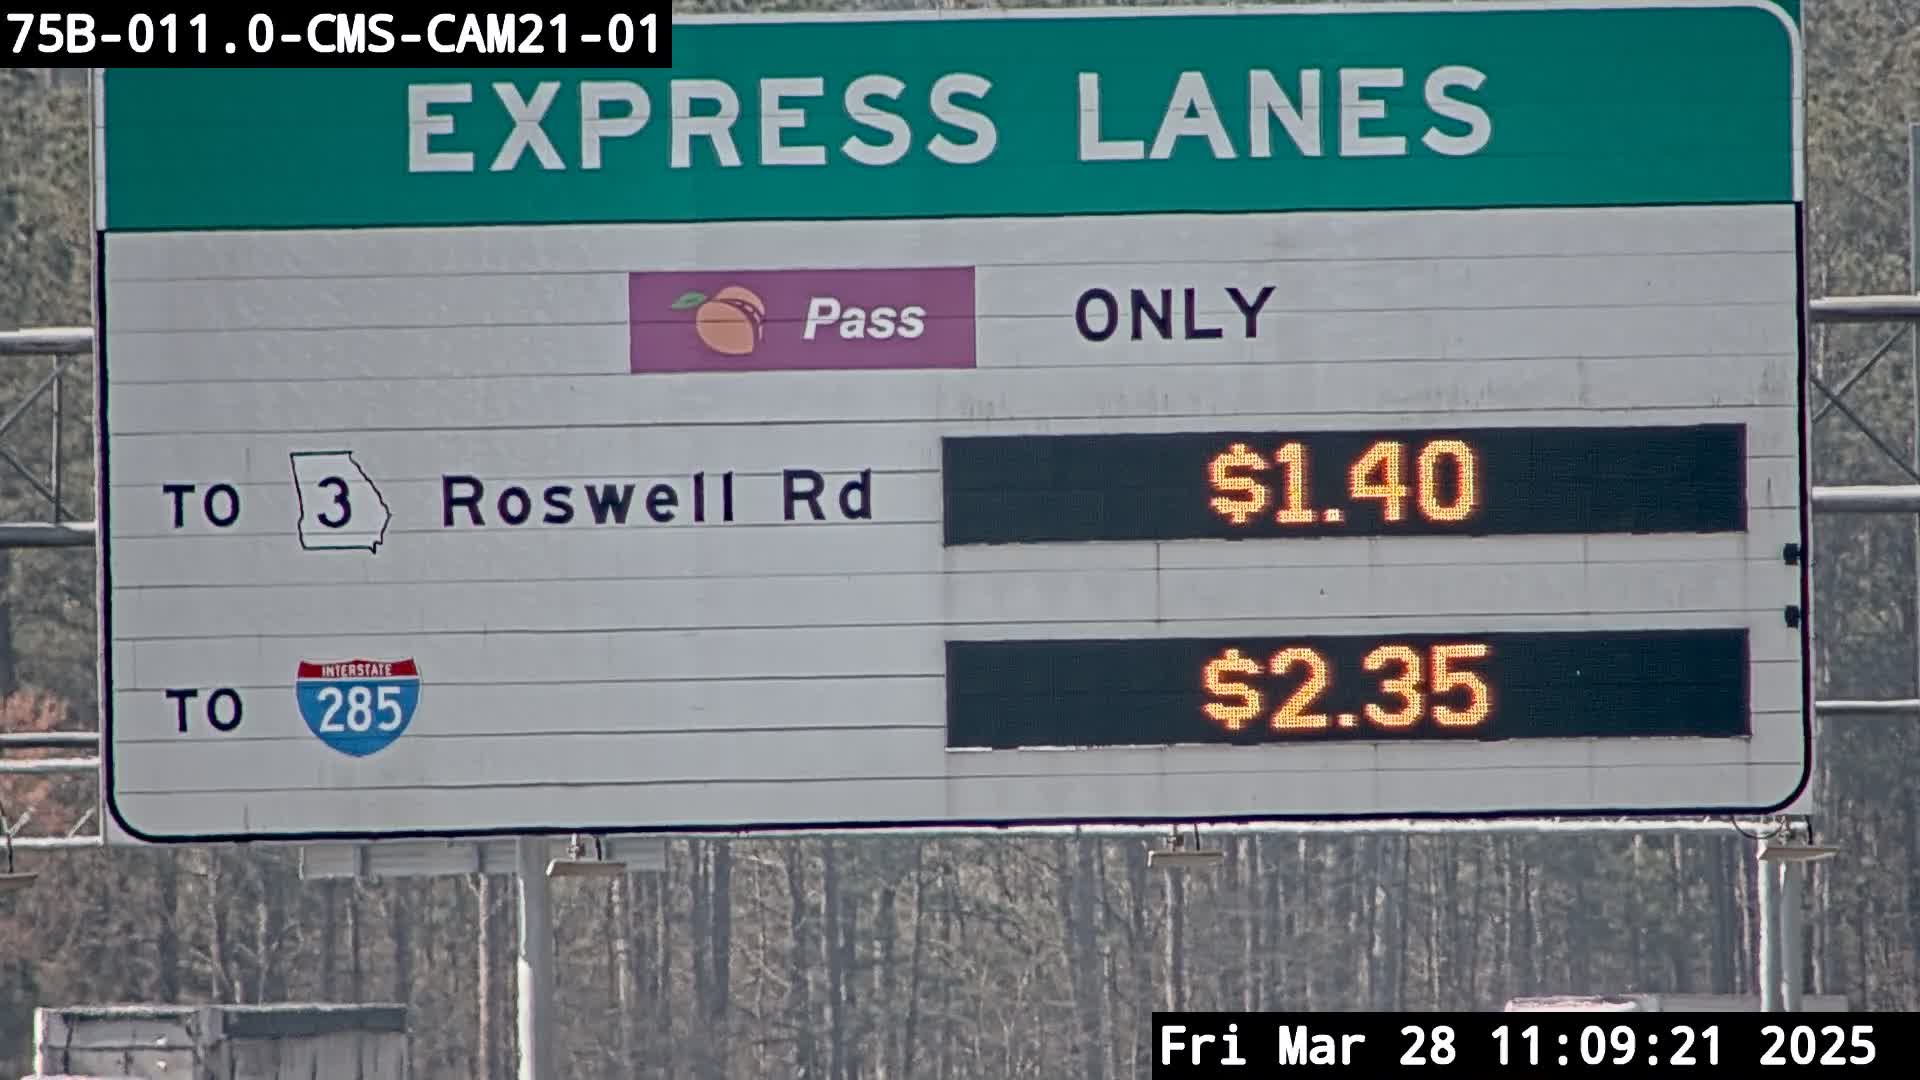 75B-011.0-CMS-CAM21-01
EXPRESS LANES
Pass ONLY
TO 3 Roswell Rd $1.40
INTERSTATE
TO 285 $2.35
Fri Mar 28 11:09:21 2025